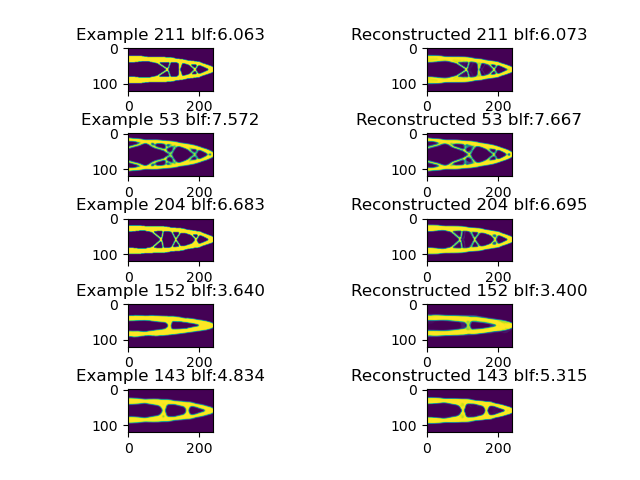 Example 211 blf:6.063 Reconstructed 211 blf:6.073
0 0
100 100
0 200 0 200
Example 53 blf:7.572 Reconstructed 53 blf:7.667
0 0
100 100
0 200 0 200
Example 204 blf:6.683 Reconstructed 204 blf:6.695
0 0
100 100
0 200 0 200
Example 152 blf:3.640 Reconstructed 152 blf:3.400
0 0
100 100
0 200 0 200
Example 143 blf:4.834 Reconstructed 143 blf:5.315
0 0
100 100
0 200 0 200